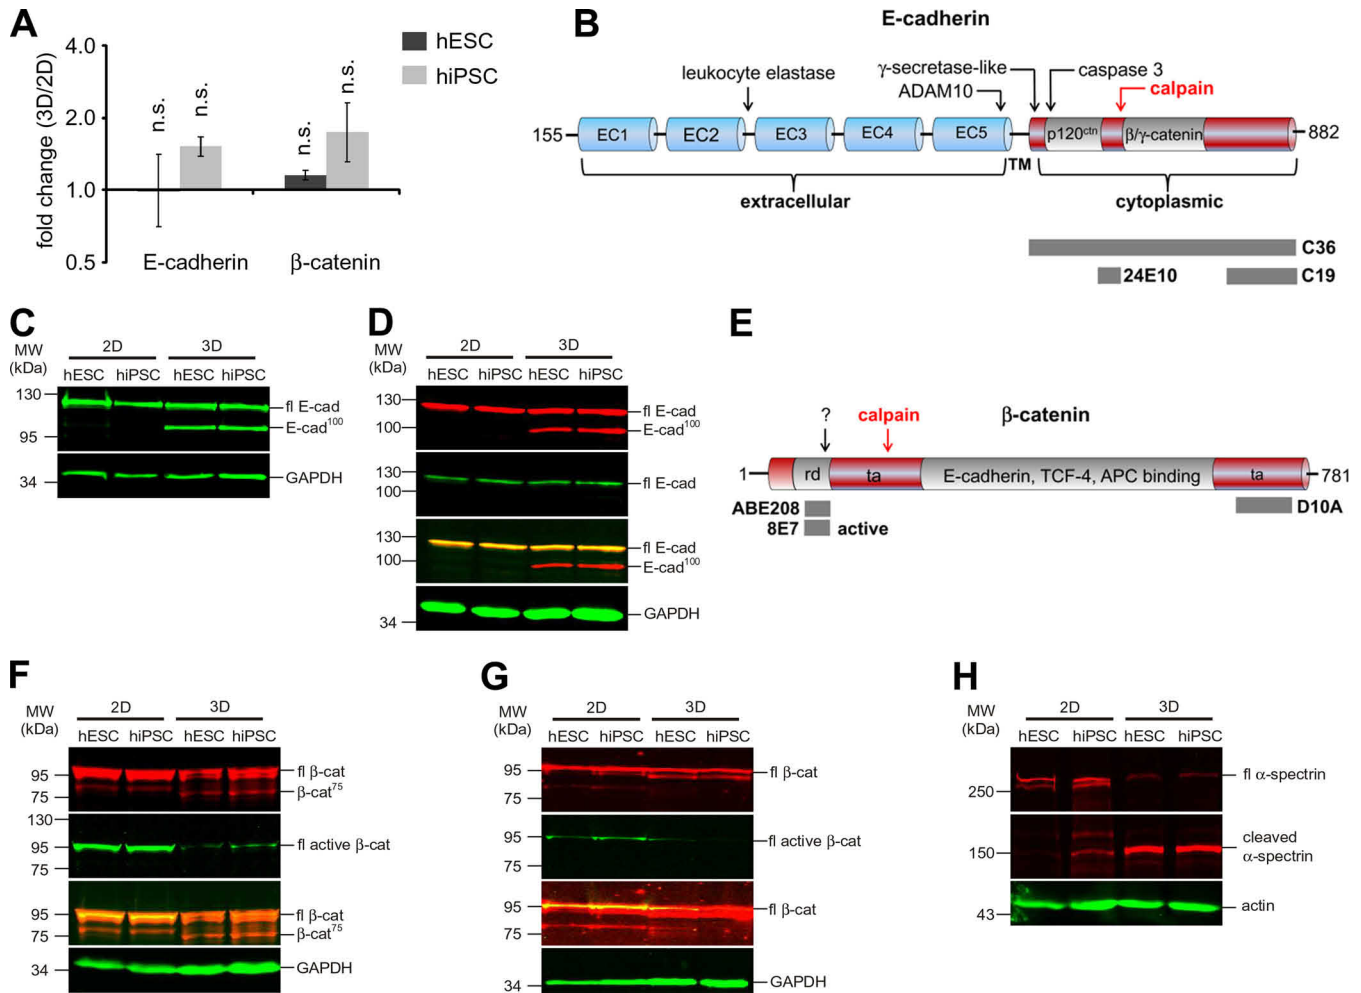 A
4.0
2.0
1.0
0.5
fold change (3D/2D)
n.s.
n.s.
n.s.
n.s.
hESC
hiPSC
E-cadherin
β-catenin
B
E-cadherin
leukocyte elastase
γ-secretase-like
ADAM10
caspase 3
calpain
155
EC1
EC2
EC3
EC4
EC5
p120ctn
β/γ-catenin
882
TM
extracellular
cytoplasmic
C36
24E10
C19
C
MW
(kDa)
2D
3D
hESC hiPSC hESC hiPSC
130
95
34
fl E-cad
E-cad100
GAPDH
D
MW
(kDa)
2D
3D
hESC hiPSC hESC hiPSC
130
100
fl E-cad
E-cad100
130
100
fl E-cad
130
100
fl E-cad
E-cad100
34
GAPDH
E
β-catenin
?
calpain
1
rd
ta
E-cadherin, TCF-4, APC binding
ta
781
ABE208
8E7
active
D10A
F
MW
(kDa)
2D
3D
hESC hiPSC hESC hiPSC
95
75
fl β-cat
β-cat75
130
95
75
fl active β-cat
95
75
fl β-cat
β-cat75
34
GAPDH
G
MW
(kDa)
2D
3D
hESC hiPSC hESC hiPSC
95
75
fl β-cat
95
75
fl active β-cat
95
75
fl β-cat
34
GAPDH
H
MW
(kDa)
2D
3D
hESC hiPSC hESC hiPSC
250
fl α-spectrin
150
cleaved
α-spectrin
43
actin